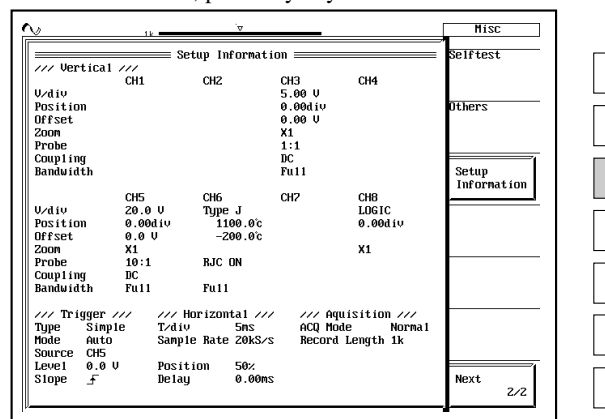 1k
Misc
Setup Information
Selftest
/// Vertical ///
CH1 CH2 CH3 CH4
V/div 5.00 V
Position 0.00div
Others
Offset 0.00 V
Zoom X1
Probe 1:1
Coupling DC
Bandwidth Full
Setup
Information
CH5 CH6 CH7 CH8
V/div 20.0 V Type J LOGIC
Position 0.00div 1100.0℃ 0.00div
Offset 0.0 V -200.0℃
Zoom X1 X1
Probe 10:1 RJC ON
Coupling DC
Bandwidth Full Full
/// Trigger /// /// Horizontal /// /// Aquisition ///
Type Simple T/div 5ms ACQ Mode Normal
Mode Auto Sample Rate 20kS/s Record Length 1k
Source CH5
Level 0.0 V Position 50%
Slope Delay 0.00ms
Next
2/2